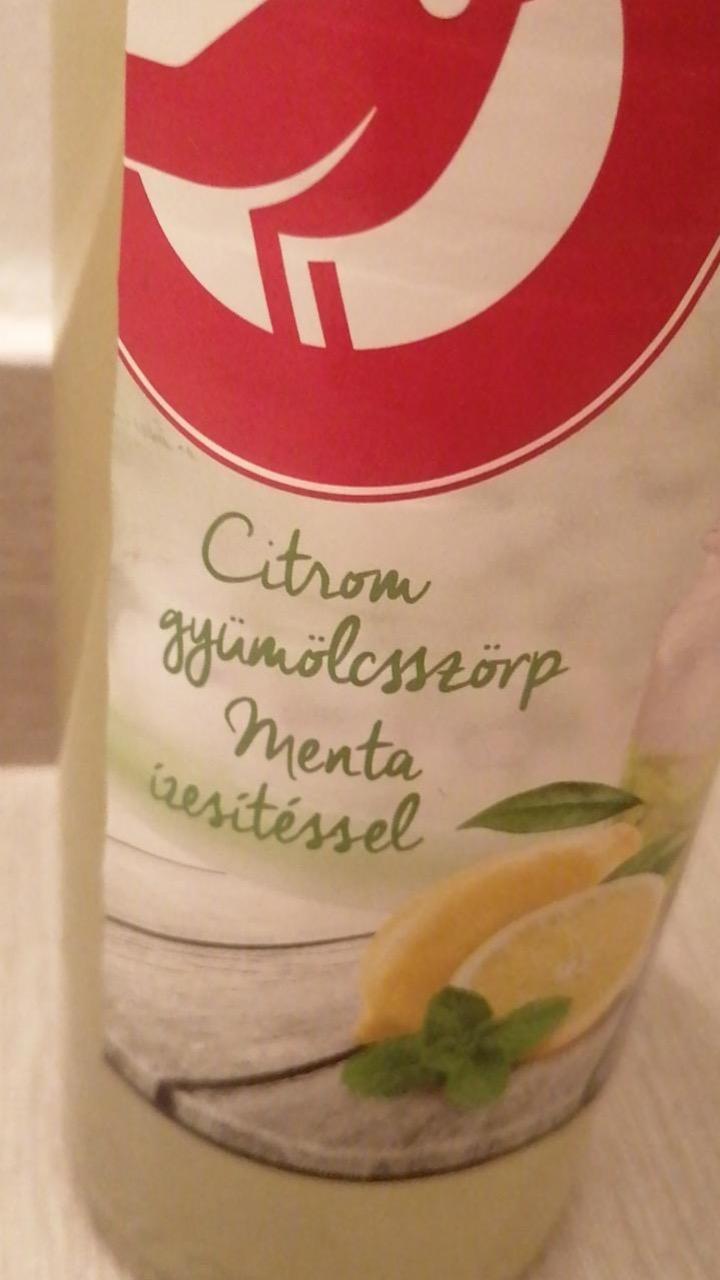 Citrom
gyümölcsszörp
Menta
ízesítéssel